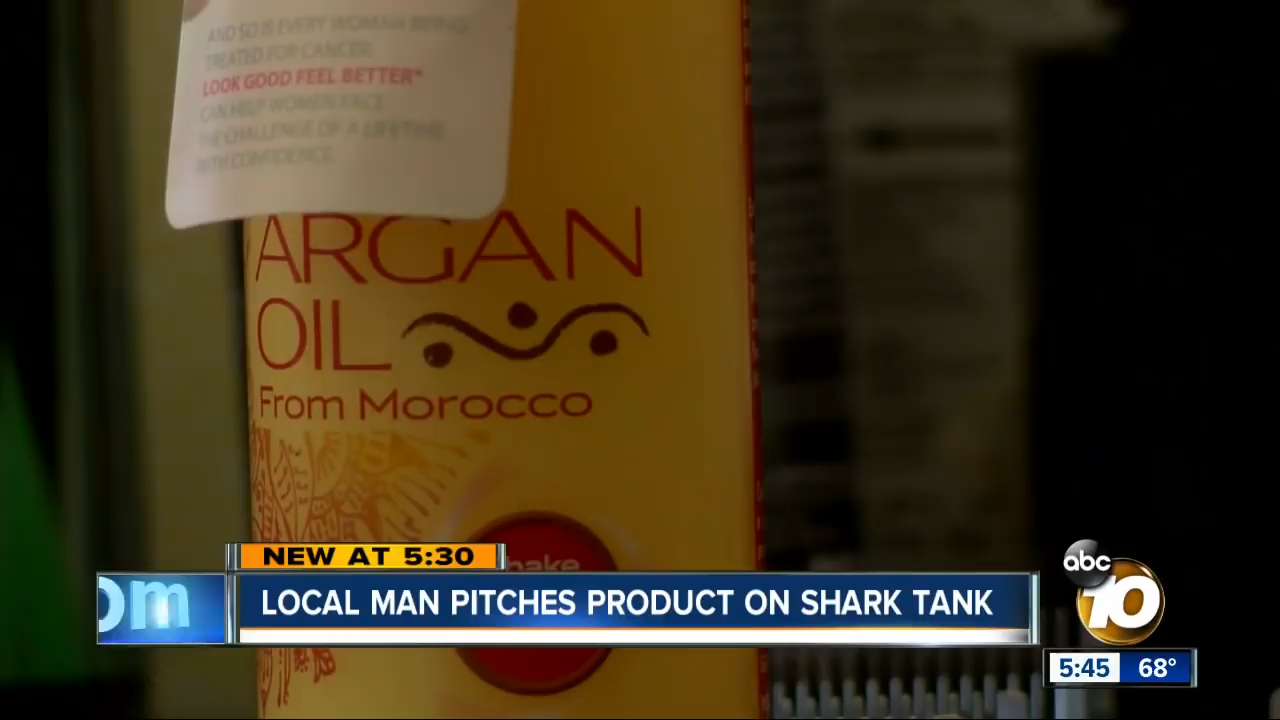 AND SO IS EVERY WOMAN BEING
TREATED FOR CANCER.
LOOK GOOD FEEL BETTER*
CAN HELP WOMEN FACE
THE CHALLENGE OF A LIFETIME
WITH CONFIDENCE.
ARGAN
OIL
From Morocco
hake
NEW AT 5:30
om
LOCAL MAN PITCHES PRODUCT ON SHARK TANK
abc
10
5:45 68°